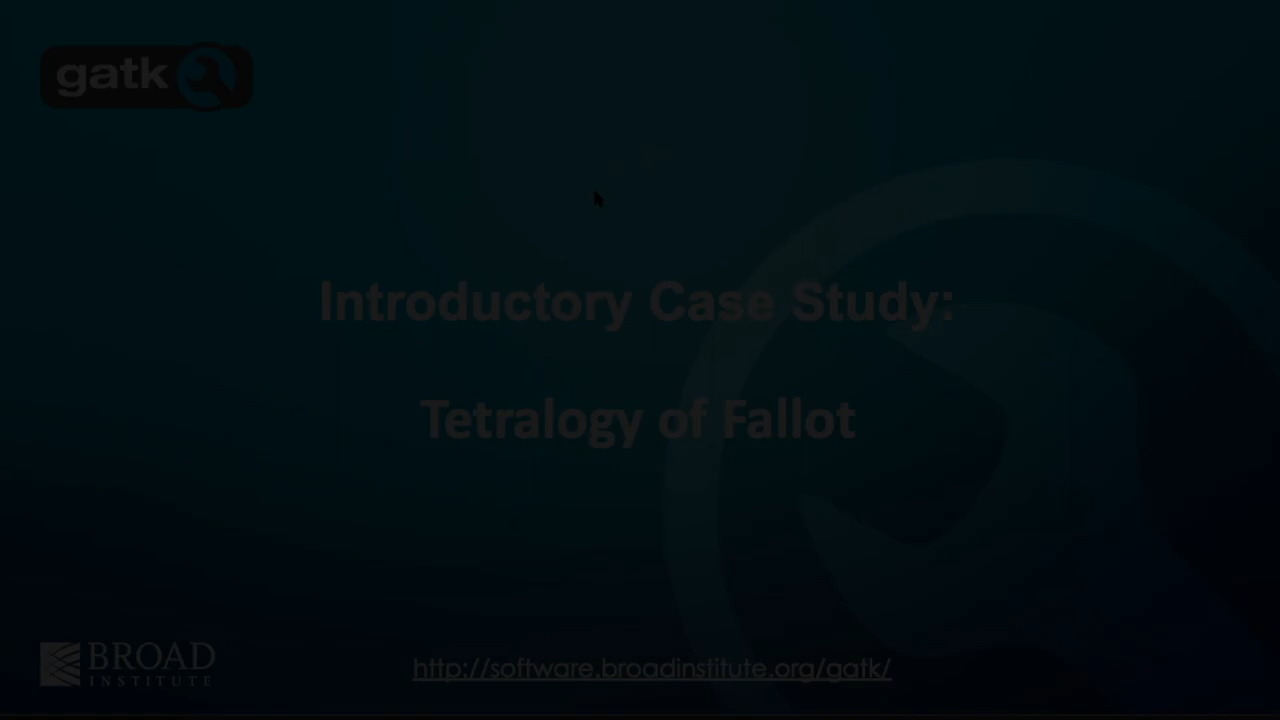 gatk
Introductory Case Study:
Tetralogy of Fallot
BROAD
INSTITUTE
http://software.broadinstitute.org/gatk/